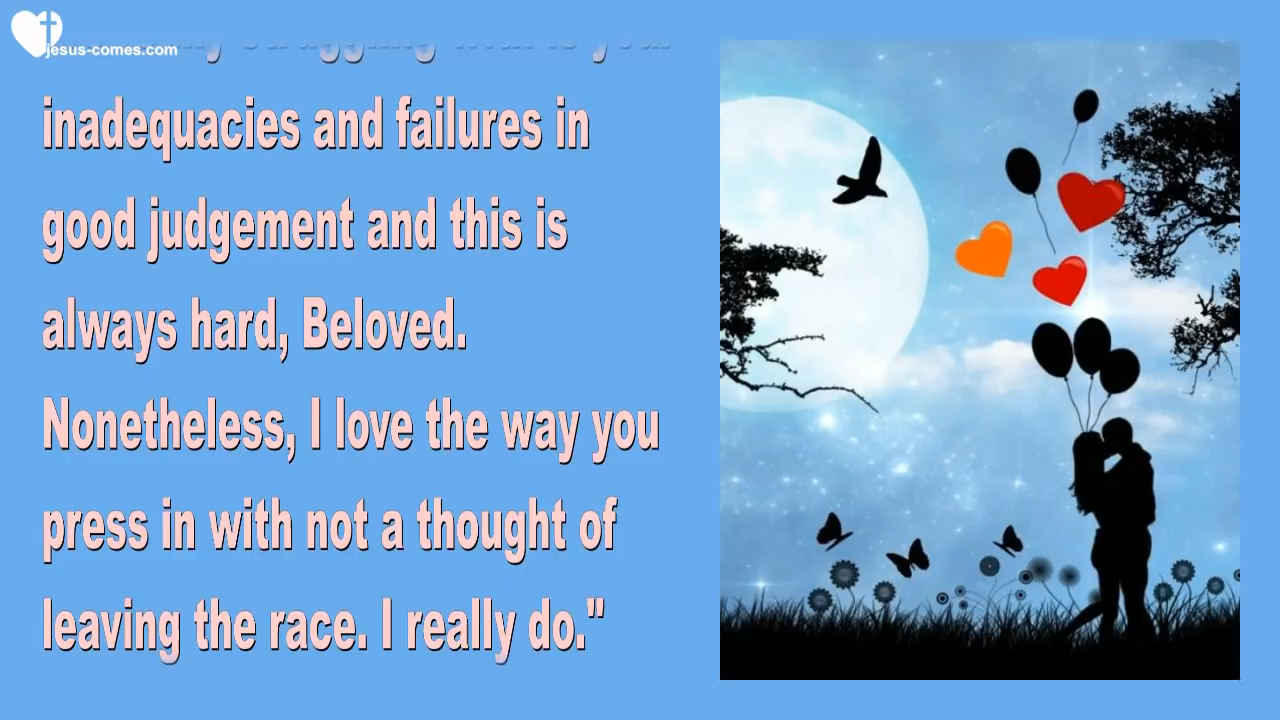 jesus-comes.com
inadequacies and failures in
good judgement and this is
always hard, Beloved.
Nonetheless, I love the way you
press in with not a thought of
leaving the race. I really do."